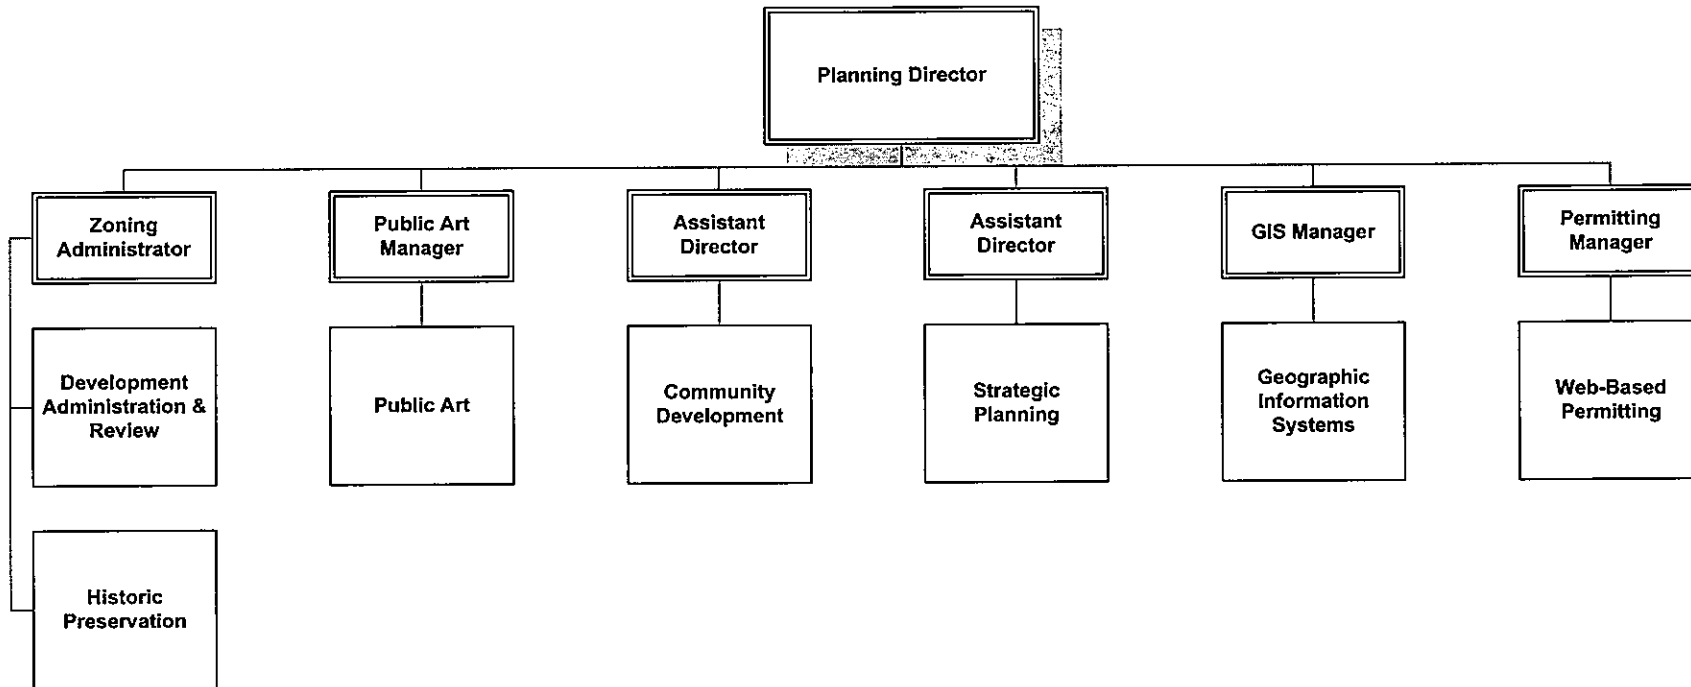 Planning Director
Zoning
Administrator
Public Art
Manager
Assistant
Director
Assistant
Director
GIS Manager
Permitting
Manager
Development
Administration &
Review
Public Art
Community
Development
Strategic
Planning
Geographic
Information
Systems
Web-Based
Permitting
Historic
Preservation